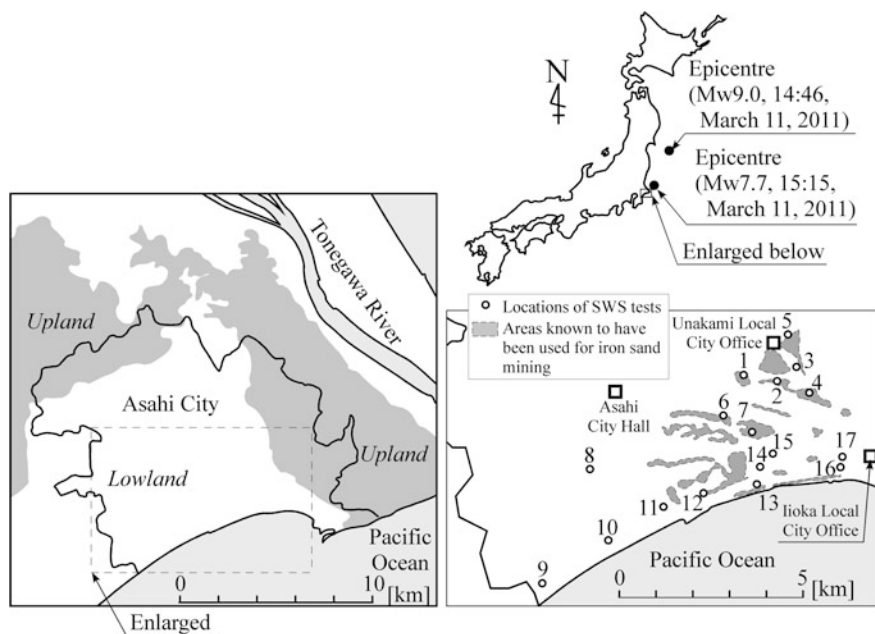 N
Epicentre
(Mw9.0, 14:46,
March 11, 2011)
Epicentre
(Mw7.7, 15:15,
March 11, 2011)
Enlarged below
Tonegawa River
Upland
Asahi City
Lowland
Upland
Pacific
Ocean
0
10
[km]
Enlarged
Locations of SWS tests
Areas known to have
been used for iron sand
mining
Unakami Local
City Office
5
1
3
2
4
Asahi
City Hall
6
7
8
15
14
17
16
11
12
13
10
9
Iioka Local
City Office
Pacific Ocean
0
5
[km]